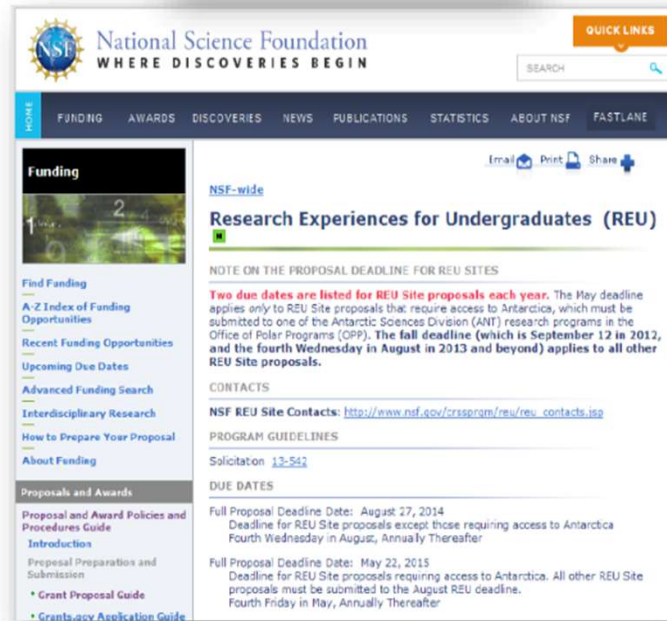 NSF
National Science Foundation
WHERE DISCOVERIES BEGIN
QUICK LINKS
SEARCH
HOME
FUNDING AWARDS DISCOVERIES NEWS PUBLICATIONS STATISTICS ABOUT NSF FASTLANE
Funding
1 2 9
Find Funding
A-Z Index of Funding
Opportunities
Recent Funding Opportunities
Upcoming Due Dates
Advanced Funding Search
Interdisciplinary Research
How to Prepare Your Proposal
About Funding
Proposals and Awards
Proposal and Award Policies and
Procedures Guide
Introduction
Proposal Preparation and
Submission
• Grant Proposal Guide
• Grants.gov Application Guide
Email Print Share
NSF-wide
Research Experiences for Undergraduates (REU)
N
NOTE ON THE PROPOSAL DEADLINE FOR REU SITES
Two due dates are listed for REU Site proposals each year. The May deadline
applies only to REU Site proposals that require access to Antarctica, which must be
submitted to one of the Antarctic Sciences Division (ANT) research programs in the
Office of Polar Programs (OPP). The fall deadline (which is September 12 in 2012,
and the fourth Wednesday in August in 2013 and beyond) applies to all other
REU Site proposals.
CONTACTS
NSF REU Site Contacts: http://www.nsf.gov/crssprgm/reu/reu_contacts.jsp
PROGRAM GUIDELINES
Solicitation 13-542
DUE DATES
Full Proposal Deadline Date: August 27, 2014
Deadline for REU Site proposals except those requiring access to Antarctica
Fourth Wednesday in August, Annually Thereafter
Full Proposal Deadline Date: May 22, 2015
Deadline for REU Site proposals requiring access to Antarctica. All other REU Site
proposals must be submitted to the August REU deadline.
Fourth Friday in May, Annually Thereafter